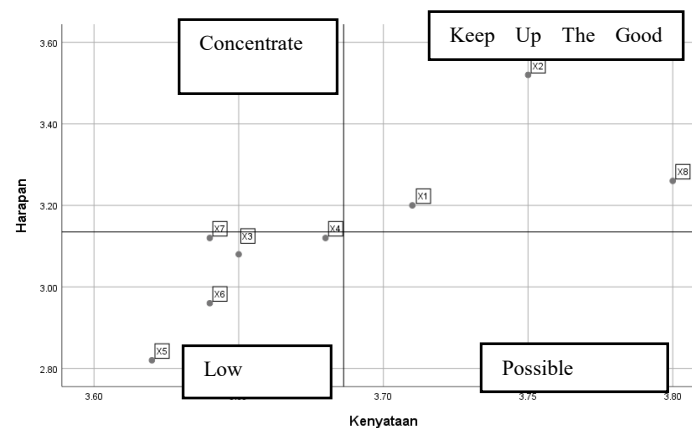 Concentrate
Keep Up The Good
3.60
X2
3.40
X8
X1
3.20
X7
X3
X4
3.00
X6
X5
2.80
Low
Possible
3.60
3.70
3.75
3.80
Harapan
Kenyataan